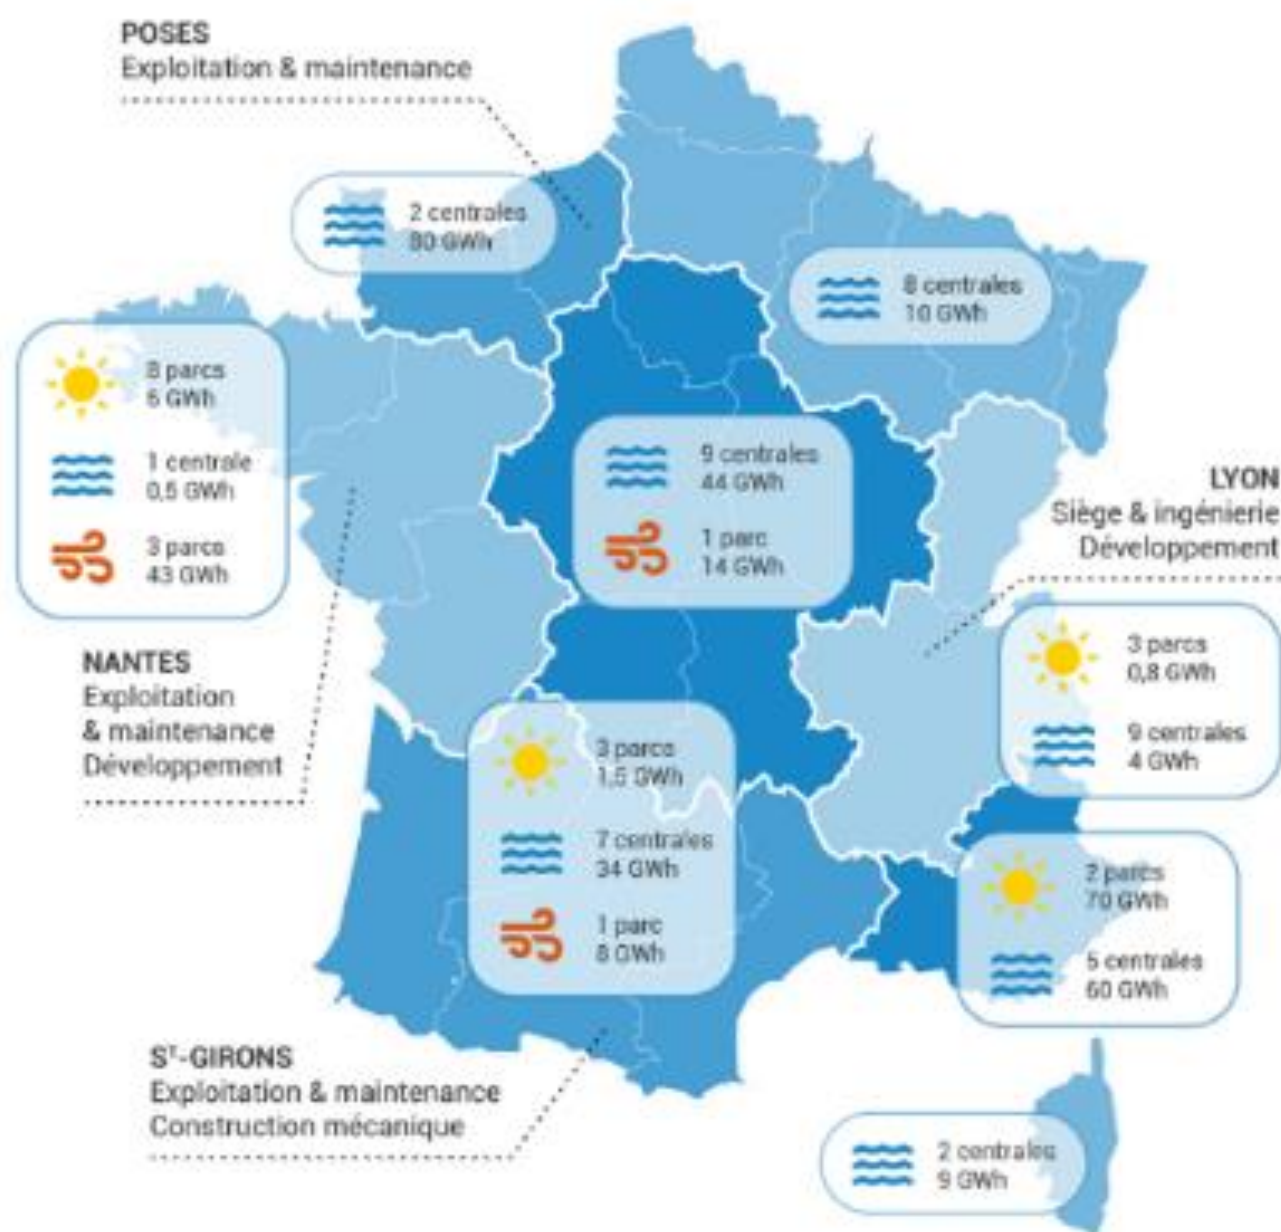 POSES
Exploitation & maintenance
2 centrales
80 GWh
8 centrales
10 GWh
8 parcs
6 GWh
1 centrale
0,5 GWh
3 parcs
43 GWh
9 centrales
44 GWh
1 parc
14 GWh
LYON
Siège & ingénierie
Développement
3 parcs
0,8 GWh
9 centrales
4 GWh
NANTES
Exploitation
& maintenance
Développement
3 parcs
1,5 GWh
7 centrales
34 GWh
1 parc
8 GWh
2 parcs
70 GWh
5 centrales
60 GWh
Sᵀ-GIRONS
Exploitation & maintenance
Construction mécanique
2 centrales
9 GWh